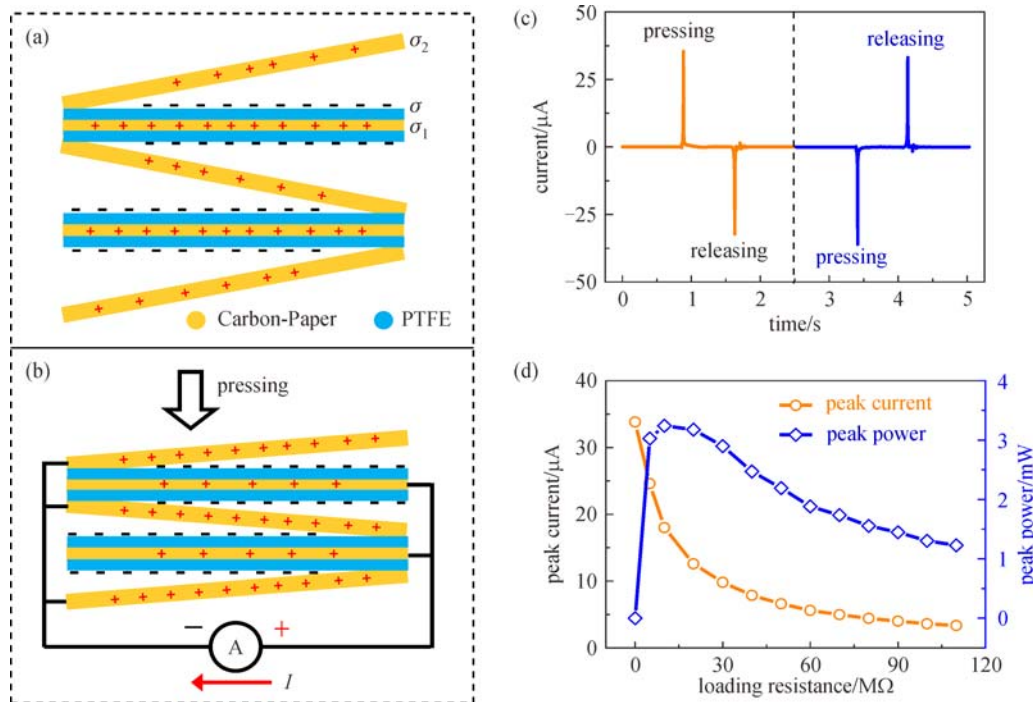 (a)
σ2
σ
σ1
Carbon-Paper
PTFE
(b)
pressing
− A +
I
(c)
50
25
0
−25
−50
current/μA
pressing
releasing
releasing
pressing
0 1 2 3 4 5
time/s
(d)
40
30
20
10
0
peak current/μA
peak current
peak power
4
3
2
1
0
peak power/mW
0 30 60 90 120
loading resistance/MΩ